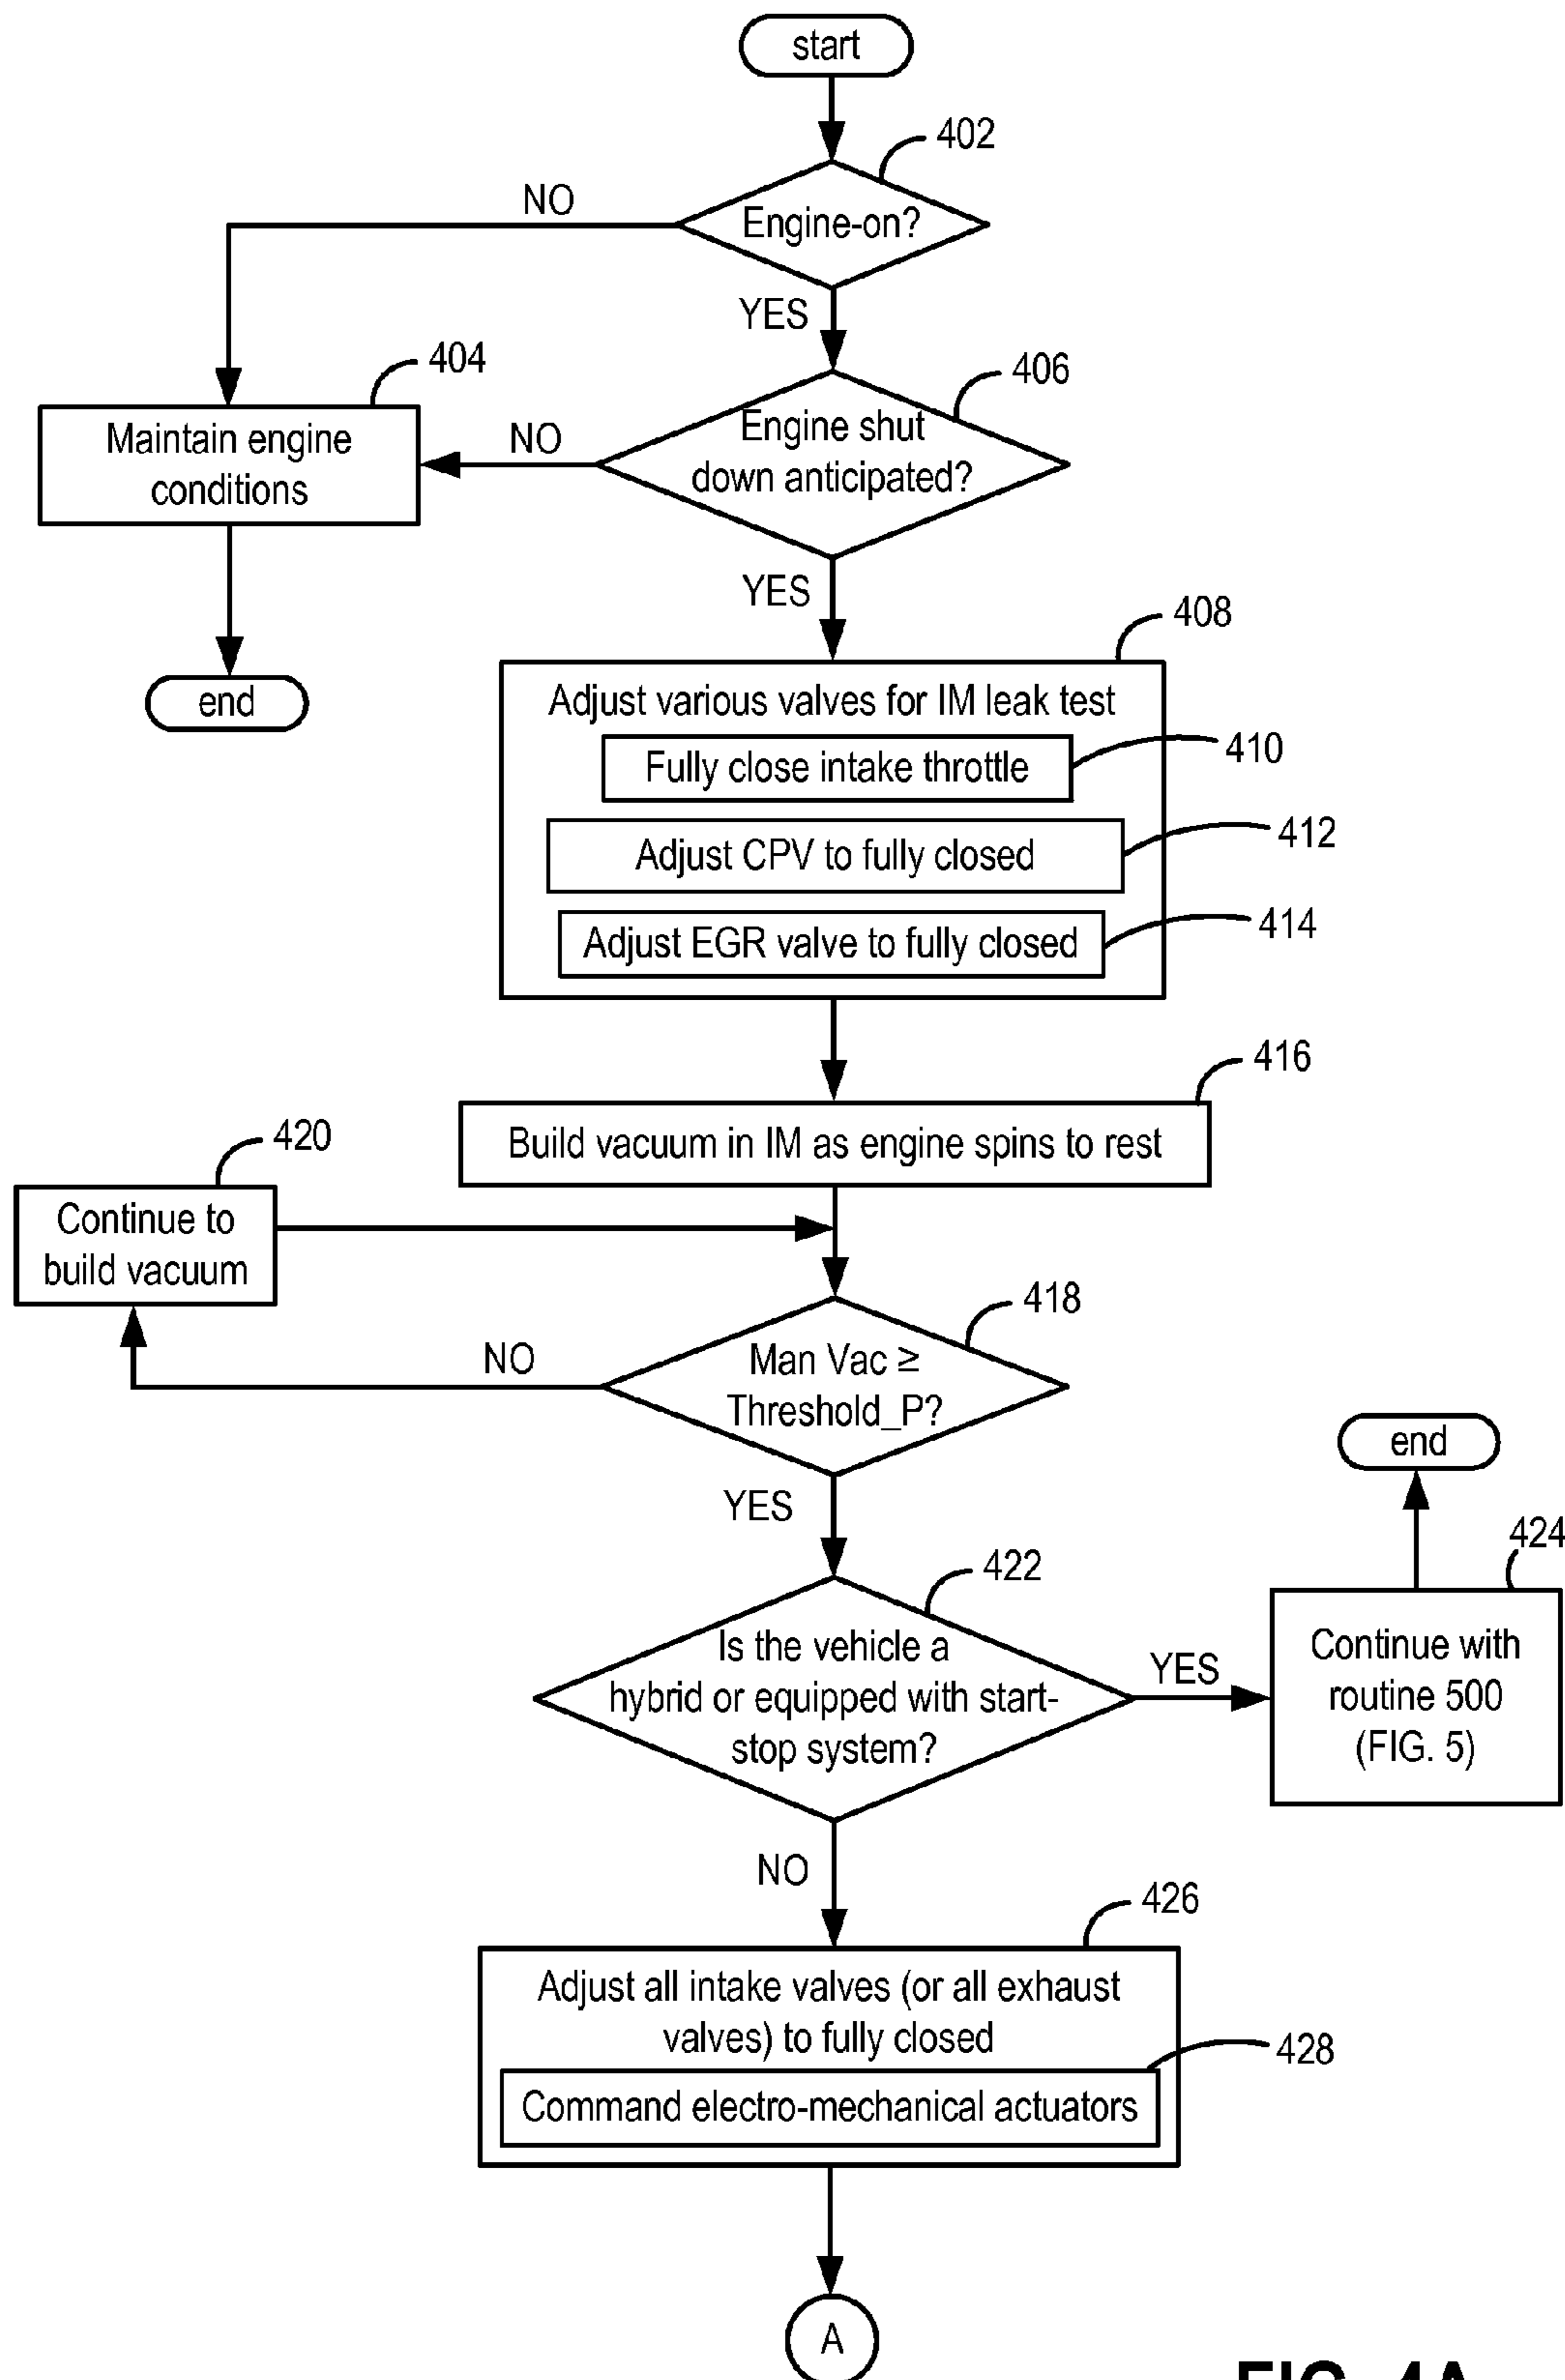 start
402
NO
Engine-on?
YES
404
406
Maintain engine
conditions
NO
Engine shut
down anticipated?
YES
408
end
Adjust various valves for IM leak test
Fully close intake throttle
410
Adjust CPV to fully closed
412
Adjust EGR valve to fully closed
414
416
Build vacuum in IM as engine spins to rest
420
Continue to
build vacuum
418
NO
Man Vac ≥
Threshold_P?
end
YES
424
422
Is the vehicle a
hybrid or equipped with start-
stop system?
YES
Continue with
routine 500
(FIG. 5)
NO
426
Adjust all intake valves (or all exhaust
valves) to fully closed
428
Command electro-mechanical actuators
A
FIG. 4A